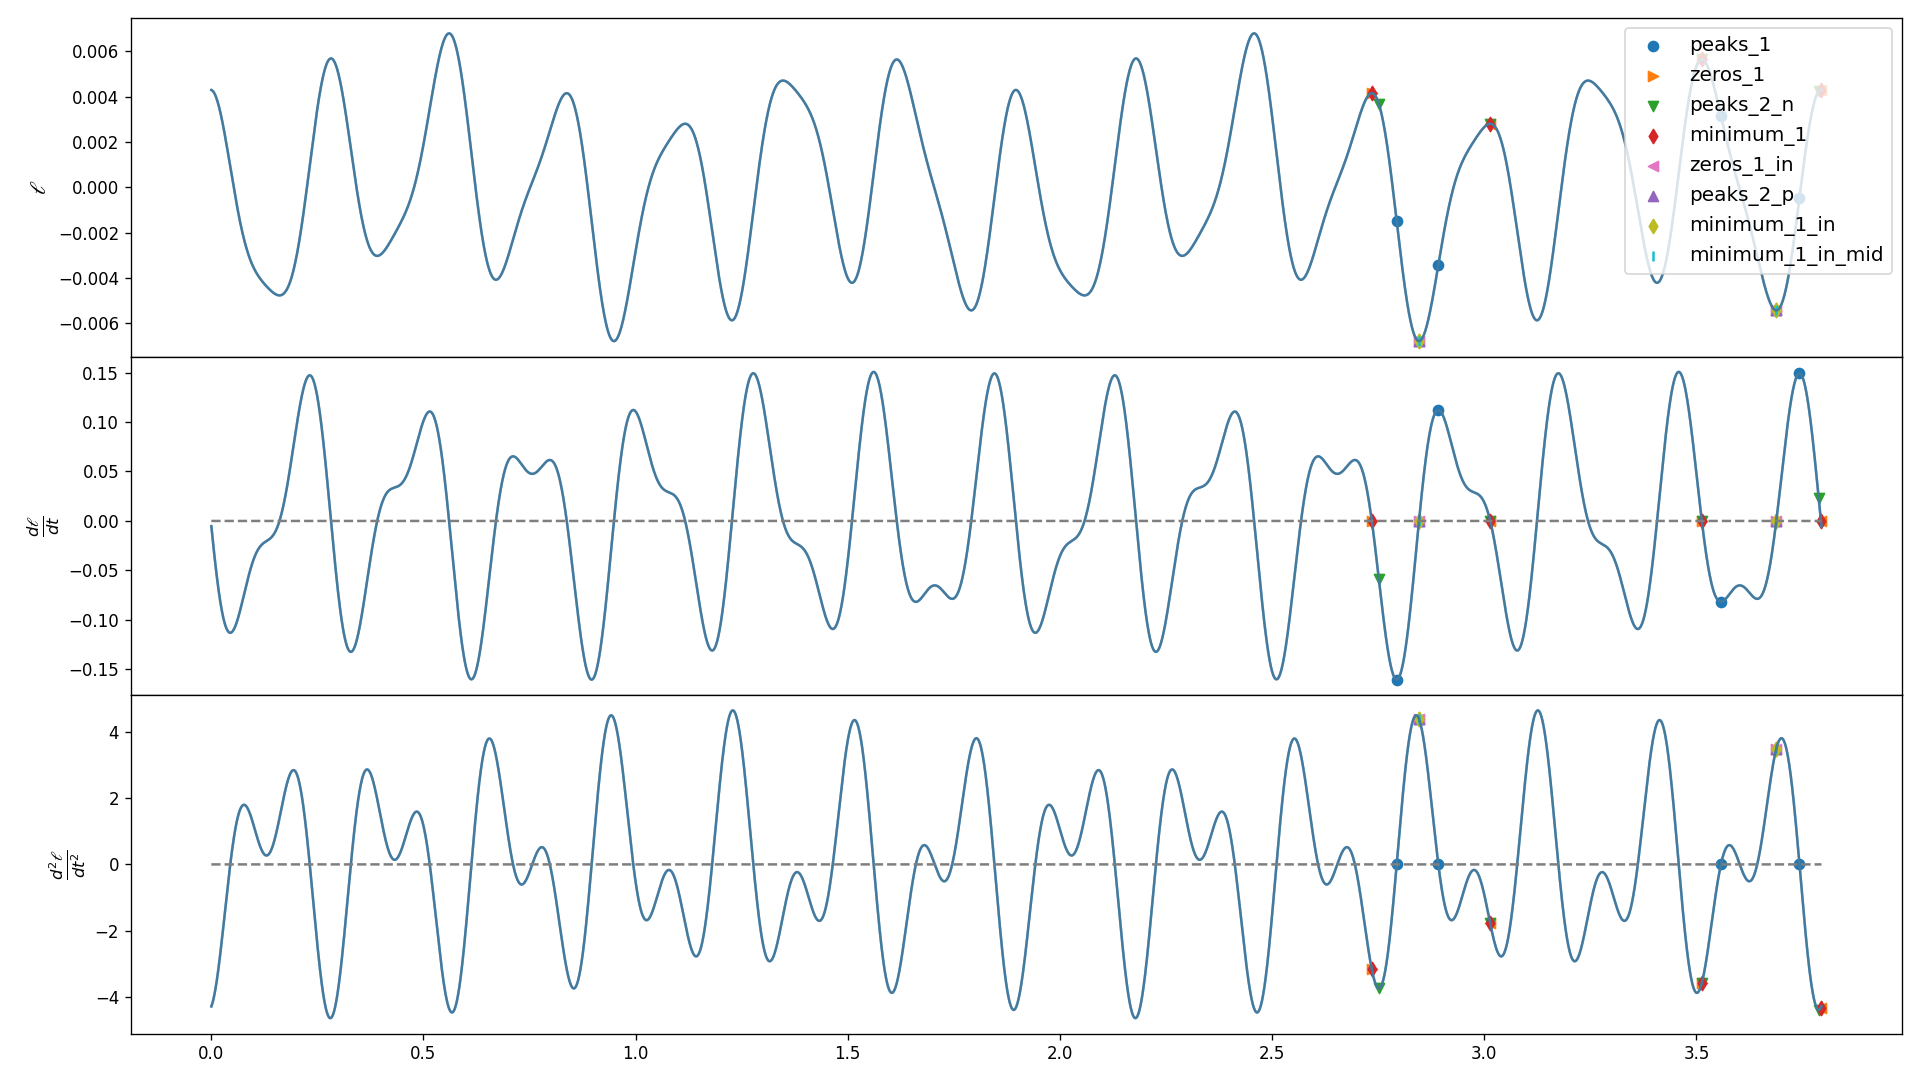 0.006
0.004
0.002
0.000
−0.002
−0.004
−0.006
ℓ
peaks_1
zeros_1
peaks_2_n
minimum_1
zeros_1_in
peaks_2_p
minimum_1_in
minimum_1_in_mid
0.15
0.10
0.05
0.00
−0.05
−0.10
−0.15
dℓ
dt
4
2
0
−2
−4
d²ℓ
dt²
0.0 0.5 1.0 1.5 2.0 2.5 3.0 3.5